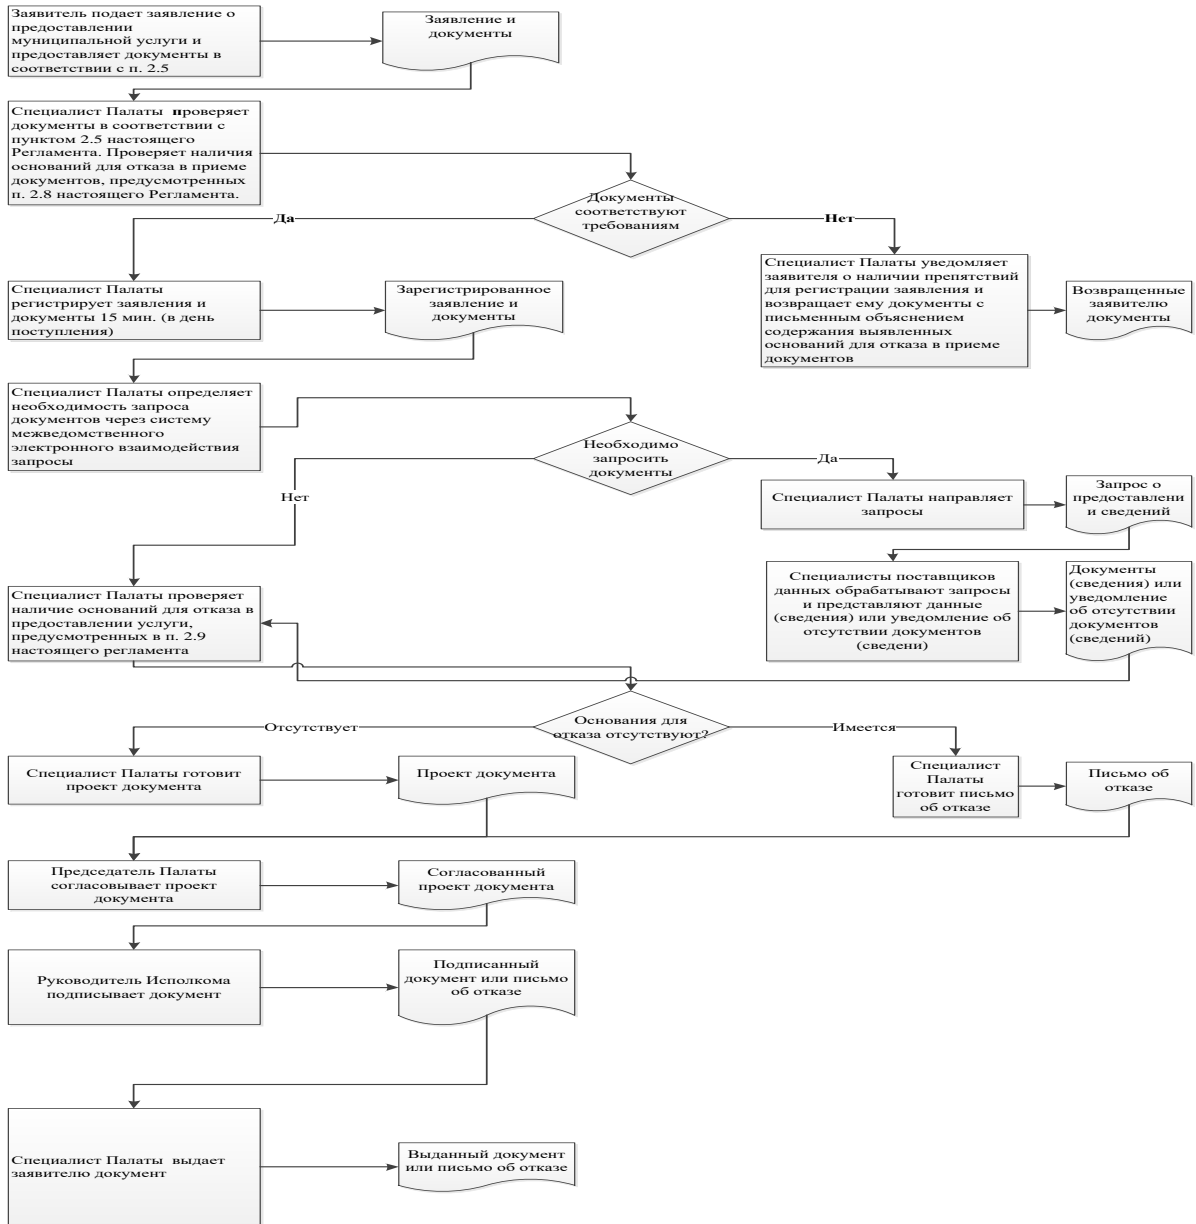 Заявитель подает заявление о
предоставлении
муниципальной услуги и
предоставляет документы в
соответствии с п. 2.5
Заявление и
документы
Специалист Палаты проверяет
документы в соответствии с
пунктом 2.5 настоящего
Регламента. Проверяет наличия
оснований для отказа в приеме
документов, предусмотренных
п. 2.8 настоящего Регламента.
Документы
соответствуют
требованиям
Да
Нет
Специалист Палаты
регистрирует заявления и
документы 15 мин. (в день
поступления)
Зарегистрированное
заявление и
документы
Специалист Палаты уведомляет
заявителя о наличии препятствий
для регистрации заявления и
возвращает ему документы с
письменным объяснением
содержания выявленных
оснований для отказа в приеме
документов
Возвращенные
заявителю
документы
Специалист Палаты определяет
необходимость запроса
документов через систему
межведомственного
электронного взаимодействия
запросы
Необходимо
запросить
документы
Да
Нет
Специалист Палаты направляет
запросы
Запрос о
предоставлени
и сведений
Специалисты поставщиков
данных обрабатывают запросы
и представляют данные
(сведения) или уведомление об
отсутствии документов
(сведени)
Документы
(сведения) или
уведомление
об отсутствии
документов
(сведений)
Специалист Палаты проверяет
наличие оснований для отказа в
предоставлении услуги,
предусмотренных в п. 2.9
настоящего регламента
Основания для
отказа отсутствуют?
Отсутствует
Имеется
Специалист Палаты готовит
проект документа
Проект документа
Специалист
Палаты
готовит письмо
об отказе
Письмо об
отказе
Председатель Палаты
согласовывает проект
документа
Согласованный
проект документа
Руководитель Исполкома
подписывает документ
Подписанный
документ или письмо
об отказе
Специалист Палаты выдает
заявителю документ
Выданный документ
или письмо об отказе